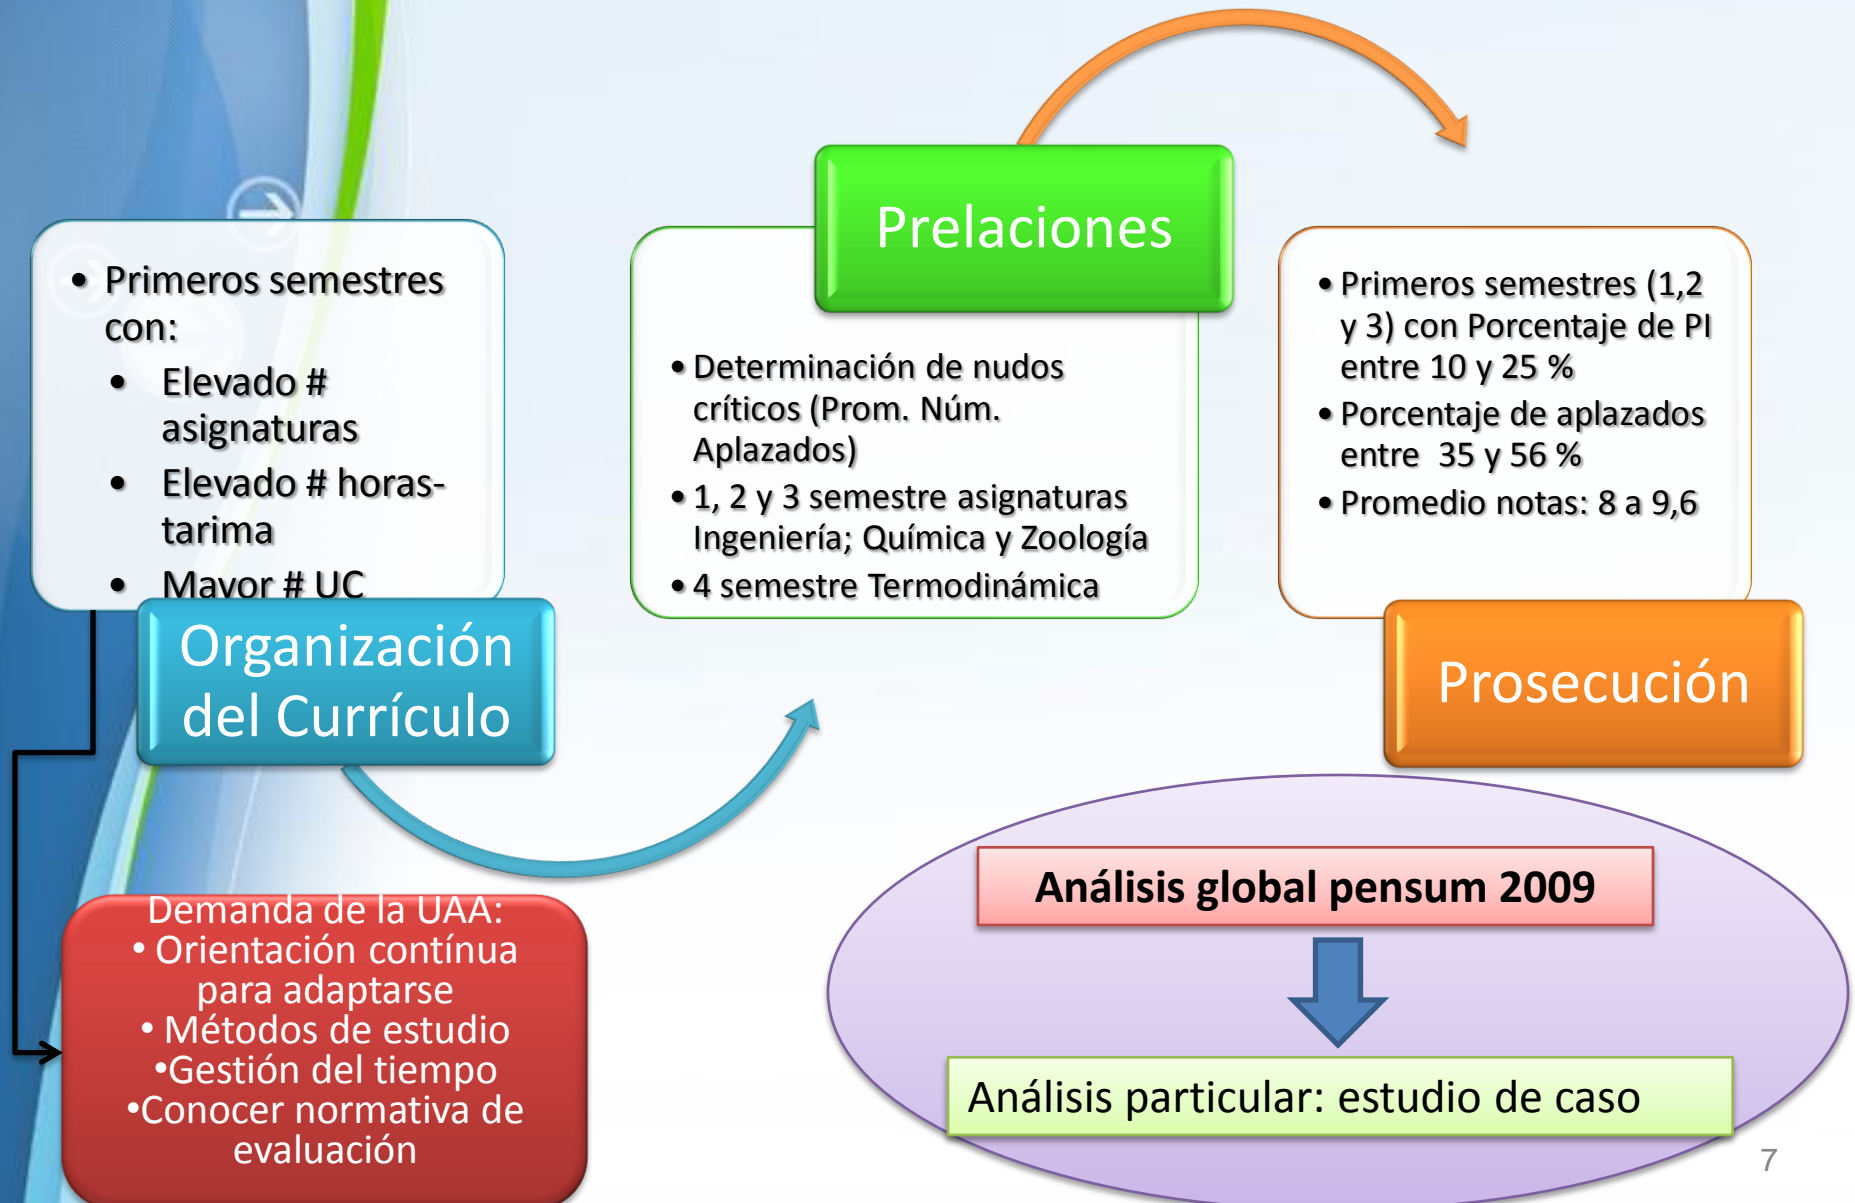 • Primeros semestres
con:
• Elevado #
asignaturas
• Elevado # horas-
tarima
• Mayor # UC
Organización
del Currículo
Demanda de la UAA:
• Orientación contínua
para adaptarse
• Métodos de estudio
•Gestión del tiempo
•Conocer normativa de
evaluación
Prelaciones
• Determinación de nudos
críticos (Prom. Núm.
Aplazados)
• 1, 2 y 3 semestre asignaturas
Ingeniería; Química y Zoología
• 4 semestre Termodinámica
• Primeros semestres (1,2
y 3) con Porcentaje de PI
entre 10 y 25 %
• Porcentaje de aplazados
entre 35 y 56 %
• Promedio notas: 8 a 9,6
Prosecución
Análisis global pensum 2009
Análisis particular: estudio de caso
7